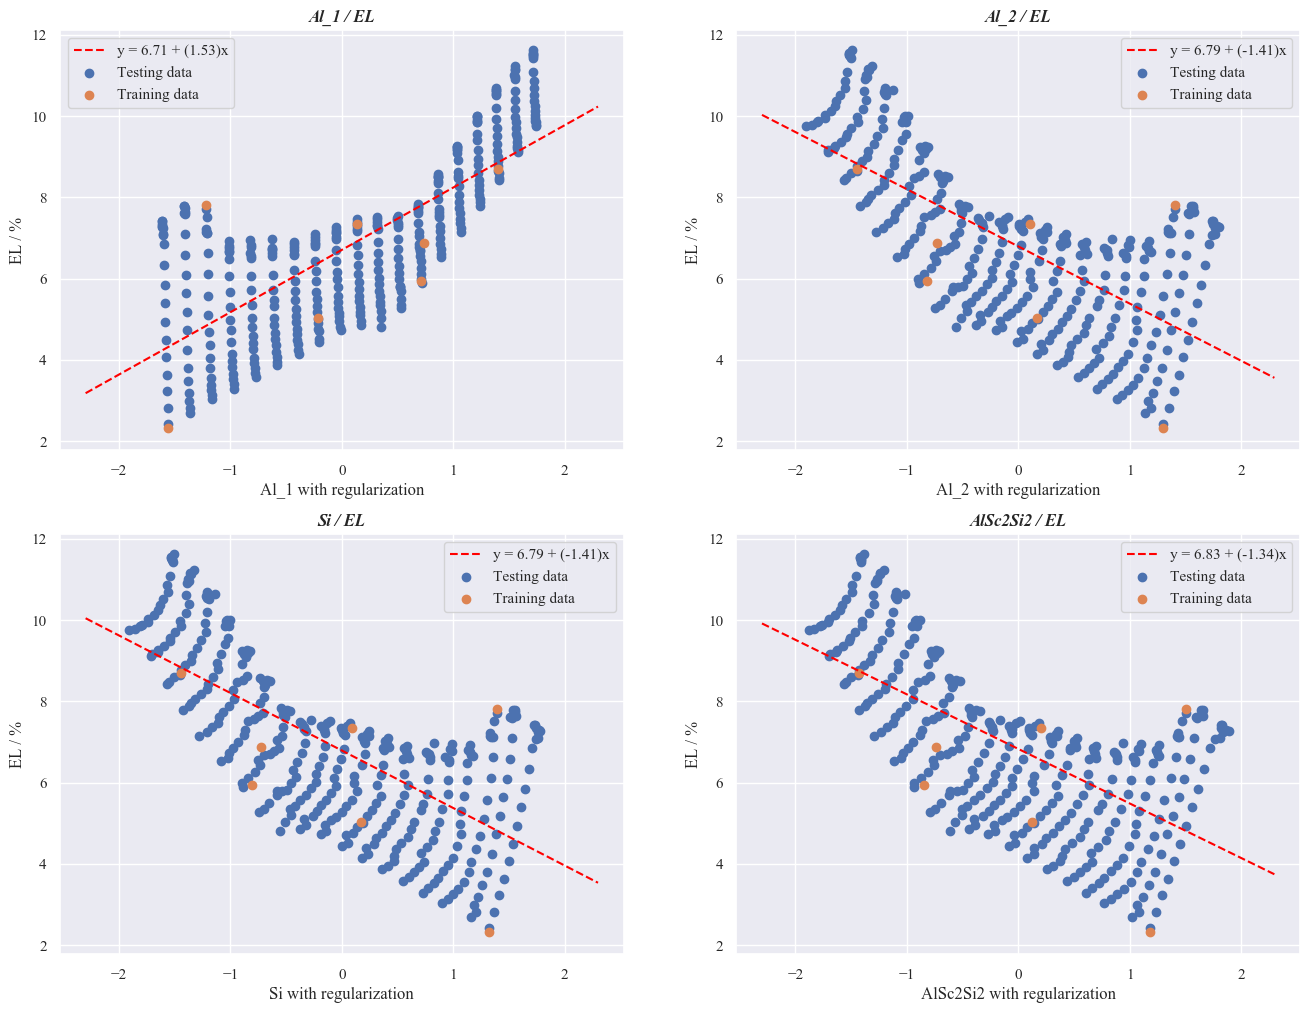 Al_1 / EL
y = 6.71 + (1.53)x
Testing data
Training data
EL / %
12
10
8
6
4
2
−2
−1
0
1
2
Al_1 with regularization
Al_2 / EL
y = 6.79 + (-1.41)x
Testing data
Training data
EL / %
12
10
8
6
4
2
−2
−1
0
1
2
Al_2 with regularization
Si / EL
y = 6.79 + (-1.41)x
Testing data
Training data
EL / %
12
10
8
6
4
2
−2
−1
0
1
2
Si with regularization
AlSc2Si2 / EL
y = 6.83 + (-1.34)x
Testing data
Training data
EL / %
12
10
8
6
4
2
−2
−1
0
1
2
AlSc2Si2 with regularization